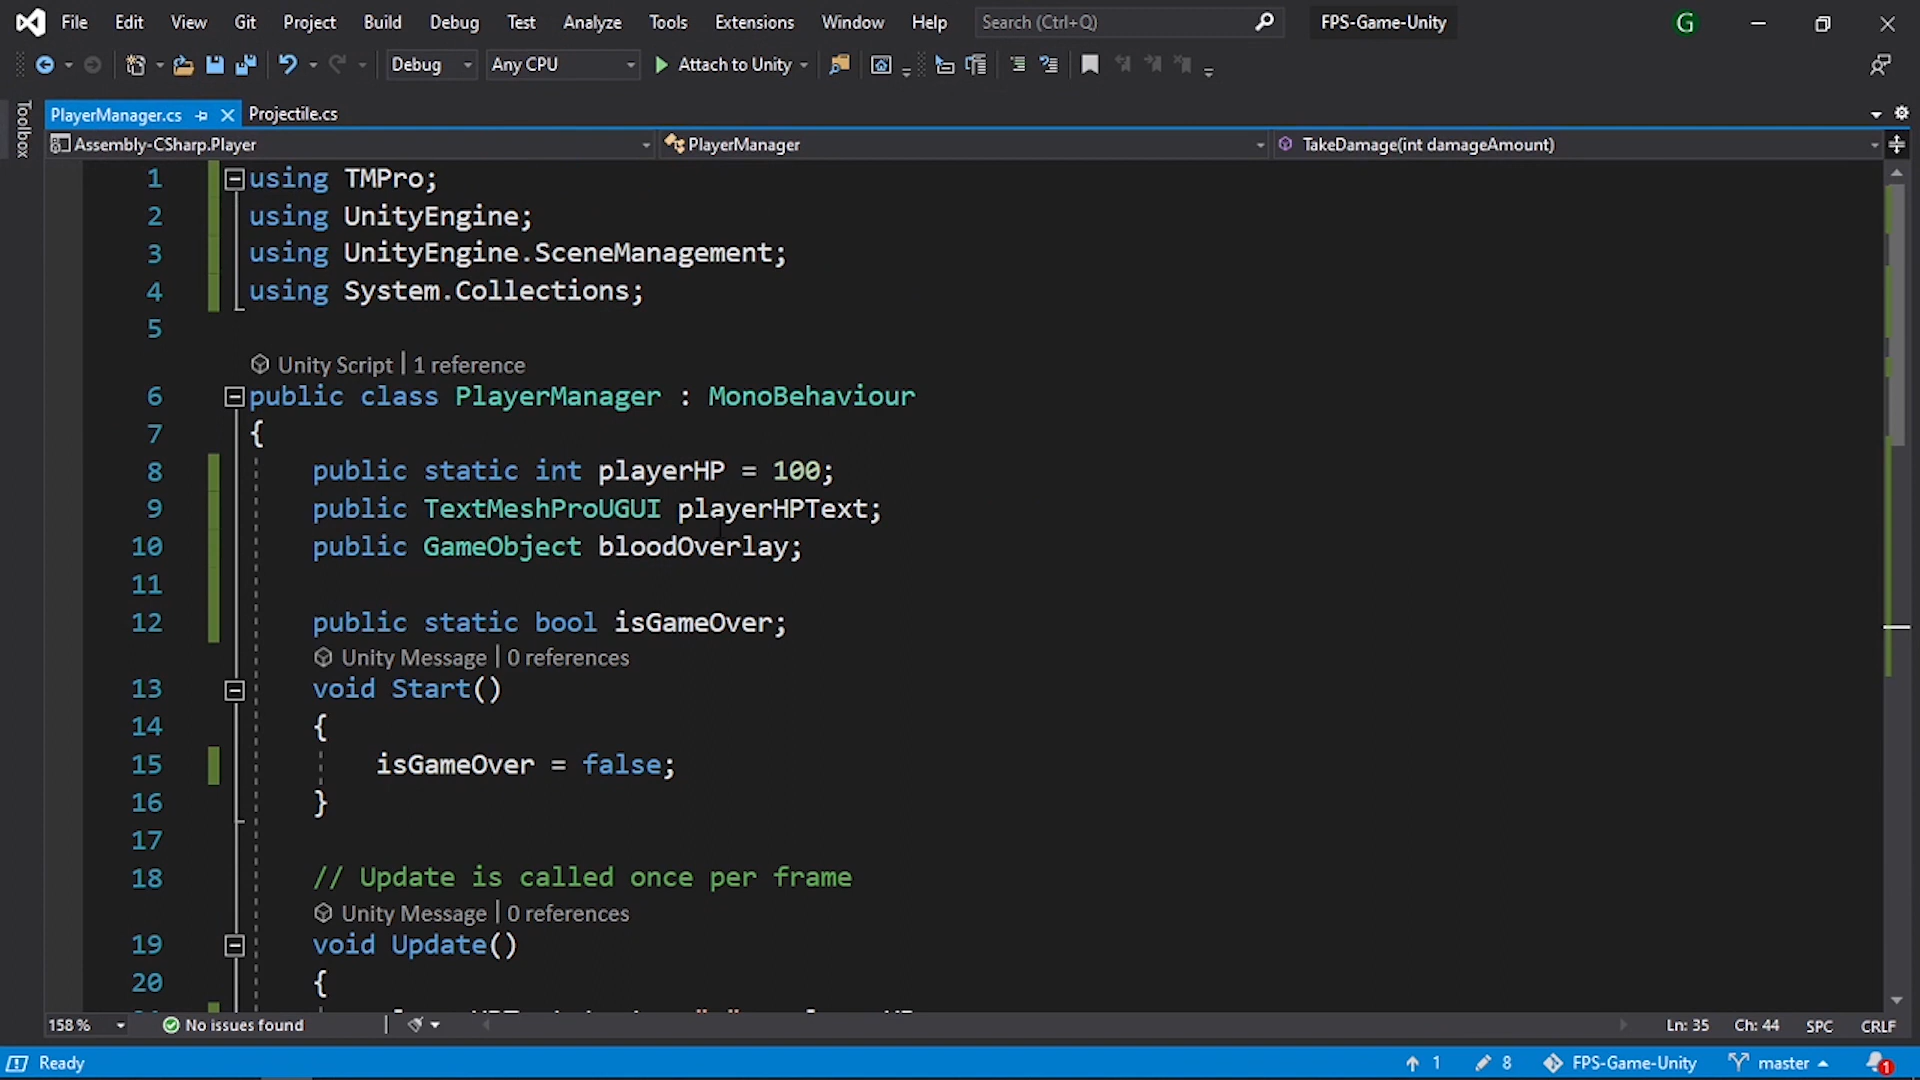 File Edit View Git Project Build Debug Test Analyze Tools Extensions Window Help Search (Ctrl+Q) FPS-Game-Unity G
Debug Any CPU Attach to Unity
Toolbox
PlayerManager.cs Projectile.cs
Assembly-CSharp.Player PlayerManager TakeDamage(int damageAmount)
1 using TMPro;
2 using UnityEngine;
3 using UnityEngine.SceneManagement;
4 using System.Collections;
5
Unity Script | 1 reference
6 public class PlayerManager : MonoBehaviour
7 {
8 public static int playerHP = 100;
9 public TextMeshProUGUI playerHPText;
10 public GameObject bloodOverlay;
11
12 public static bool isGameOver;
Unity Message | 0 references
13 void Start()
14 {
15 isGameOver = false;
16 }
17
18 // Update is called once per frame
Unity Message | 0 references
19 void Update()
20 {
158 % No issues found Ln: 35 Ch: 44 SPC CRLF
Ready 1 8 FPS-Game-Unity master 1